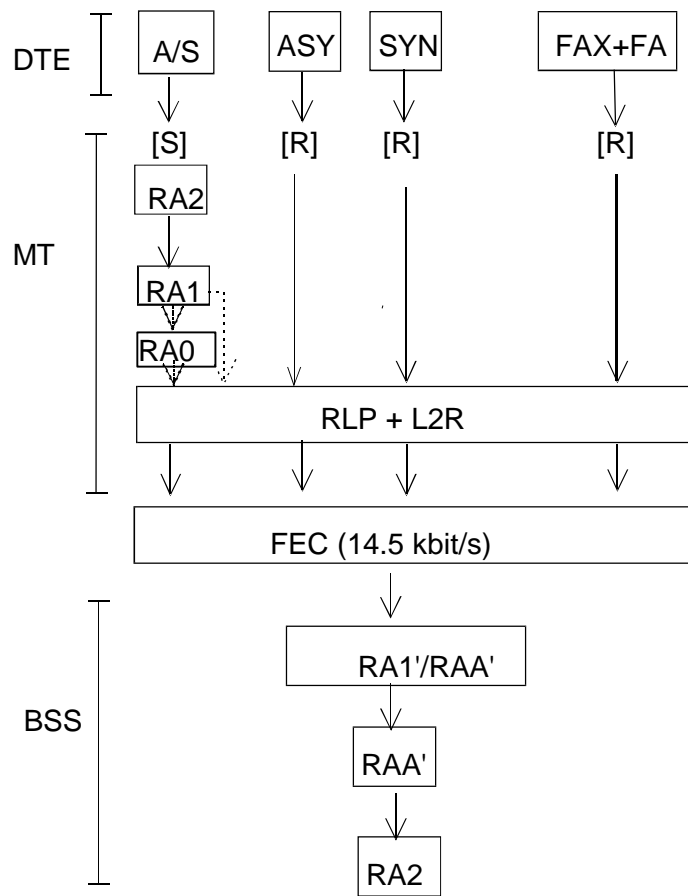 DTE
A/S ASY SYN FAX+FA
[S] [R] [R] [R]
MT
RA2
RA1
RA0
RLP + L2R
FEC (14.5 kbit/s)
BSS
RA1'/RAA'
RAA'
RA2